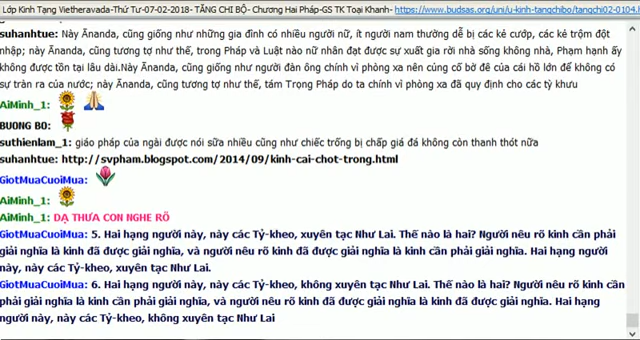 Lớp Kinh Tạng Vietheravada-Thứ Tư-07-02-2018- TĂNG CHI BỘ- Chương Hai Pháp-GS TK Toại Khanh- https://www.budsas.org/uni/u-kinh-tangchibo/tangchi02-0104.h
suhanhtue: Này Ānanda, cũng giống như những gia đình có nhiều người nữ, ít người nam thường dễ bị các kẻ cướp, các kẻ trộm đột
nhập; này Ānanda, cũng tương tợ như thế, trong Pháp và Luật nào nữ nhân đạt được sự xuất gia rời nhà sống không nhà, Phạm hạnh ấy
không được tồn tại lâu dài.Này Ānanda, cũng giống như người đàn ông chính vì phòng xa nên củng cố bờ đê của cái hồ lớn để không có
sự tràn ra của nước; này Ānanda, cũng tương tợ như thế, tám Trọng Pháp do ta chính vì phòng xa đã quy định cho các tỳ khưu
AiMinh_1:
BUONG BO:
suthienlam_1: giáo pháp của ngài được nói sữa nhiều cũng như chiếc trống bị chấp giá đá không còn thanh thót nữa
suhanhtue: http://svpham.blogspot.com/2014/09/kinh-cai-chot-trong.html
GiotMuaCuoiMua:
AiMinh_1:
AiMinh_1: DẠ THƯA CON NGHE RÕ
GiotMuaCuoiMua: 5. Hai hạng người này, này các Tỷ-kheo, xuyên tạc Như Lai. Thế nào là hai? Người nêu rõ kinh cần phải
giải nghĩa là kinh đã được giải nghĩa, và người nêu rõ kinh đã được giải nghĩa là kinh cần phải giải nghĩa. Hai hạng người
này, này các Tỷ-kheo, xuyên tạc Như Lai.
GiotMuaCuoiMua: 6. Hai hạng người này, này các Tỷ-kheo, không xuyên tạc Như Lai. Thế nào là hai? Người nêu rõ kinh cần
phải giải nghĩa là kinh cần phải giải nghĩa, và người nêu rõ kinh đã được giải nghĩa là kinh đã được giải nghĩa. Hai hạng
người này, này các Tỷ-kheo, không xuyên tạc Như Lai